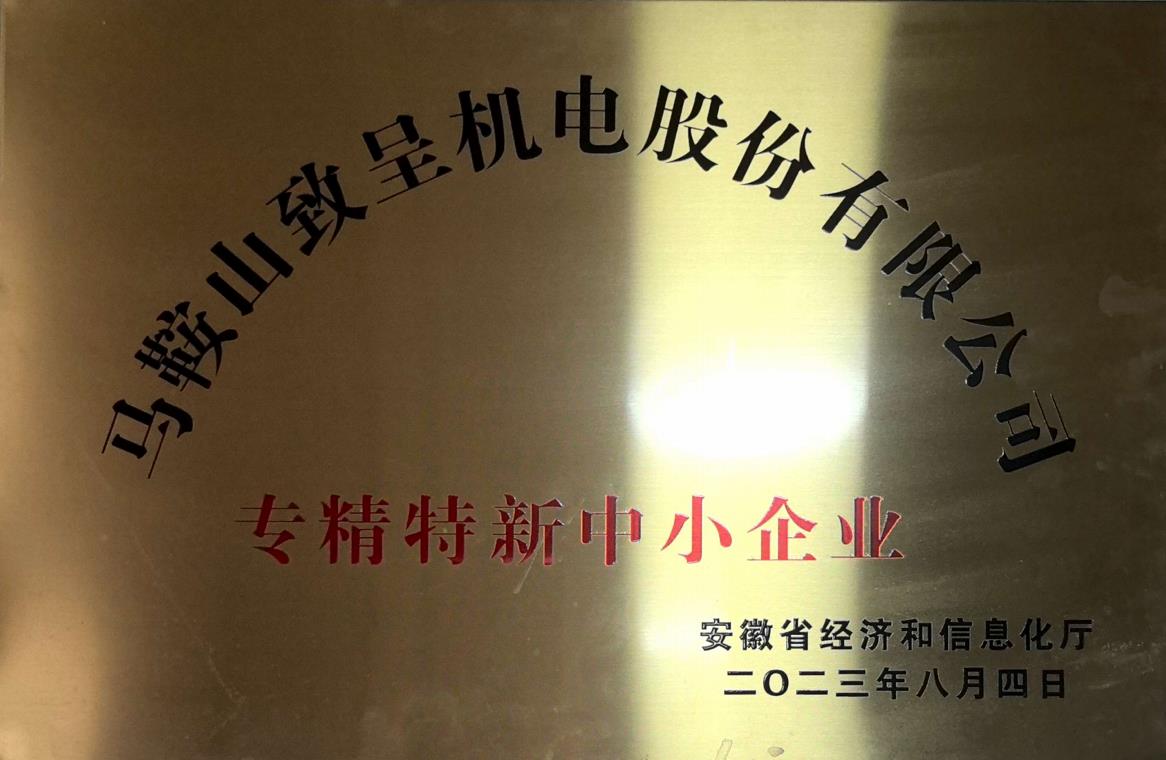 马鞍山致呈机电股份有限公司
专精特新中小企业
安徽省经济和信息化厅
二〇二三年八月四日